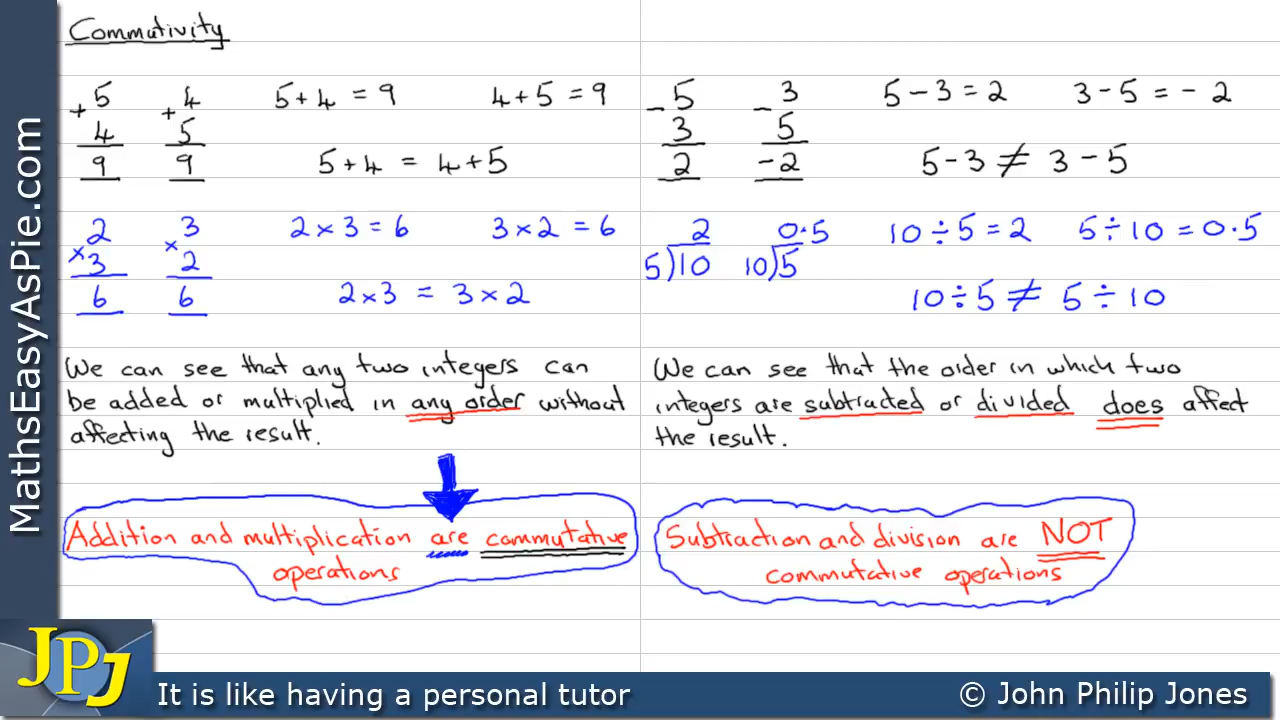 Commutivity
+ 5 + 4 5 + 4 = 9 4 + 5 = 9
4 5
9 9 5 + 4 = 4 + 5
2 3 2 × 3 = 6 3 × 2 = 6
× 3 × 2
6 6 2 × 3 = 3 × 2
We can see that any two integers can
be added or multiplied in any order without
affecting the result.
Addition and multiplication are commutative
operations
- 5 - 3 5 - 3 = 2 3 - 5 = - 2
3 5
2 -2 5 - 3 ≠ 3 - 5
2 0.5 10 ÷ 5 = 2 5 ÷ 10 = 0.5
5)10 10)5
10 ÷ 5 ≠ 5 ÷ 10
We can see that the order in which two
integers are subtracted or divided does affect
the result.
Subtraction and division are NOT
commutative operations
MathsEasyAsPie.com
JPJ
It is like having a personal tutor
© John Philip Jones